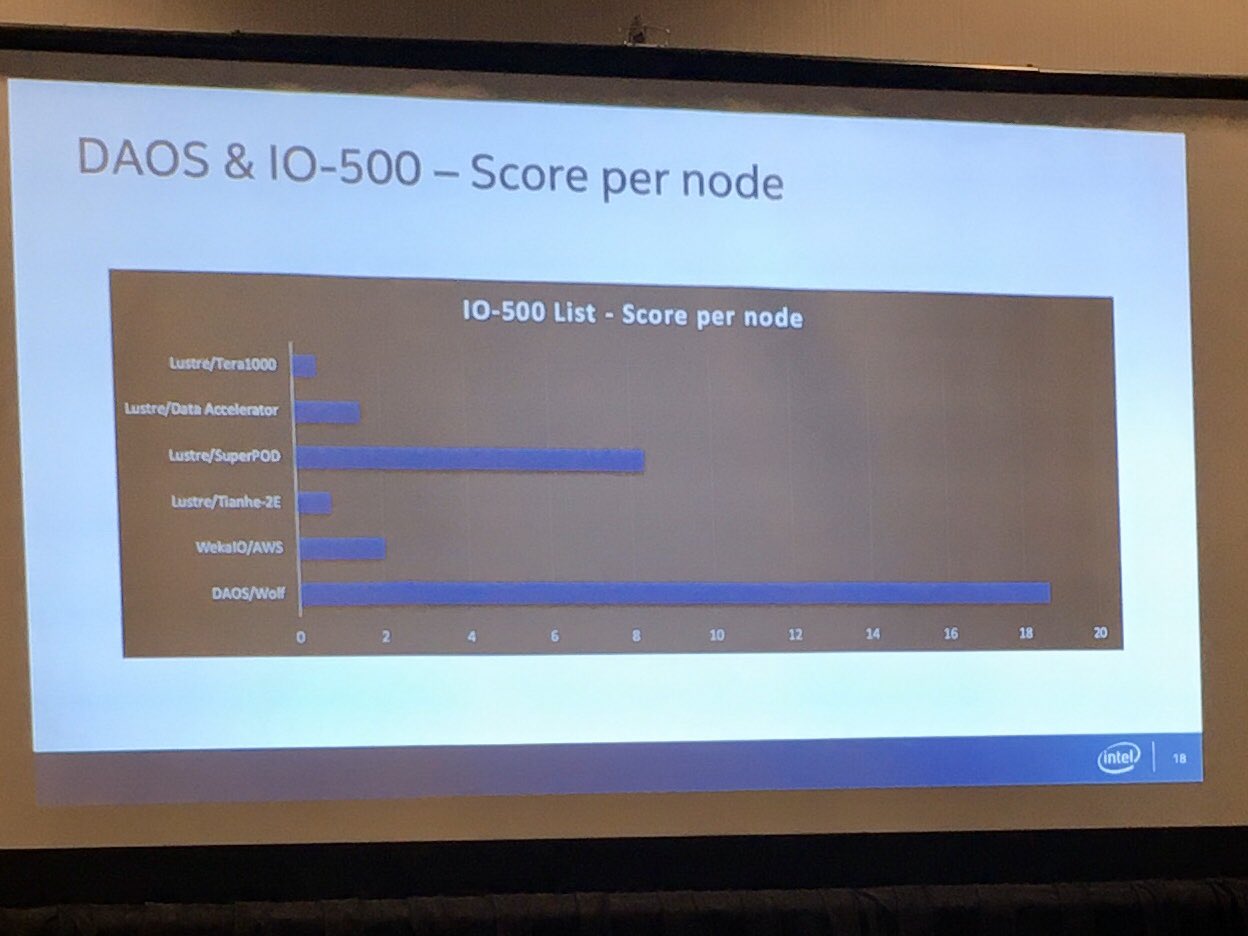 DAOS & IO-500 – Score per node
IO-500 List - Score per node
Lustre/Tera1000
Lustre/Data Accelerator
Lustre/SuperPOD
Lustre/Tianhe-2E
WekaIO/AWS
DAOS/Wolf
0 2 4 6 8 10 12 14 16 18 20
intel 18